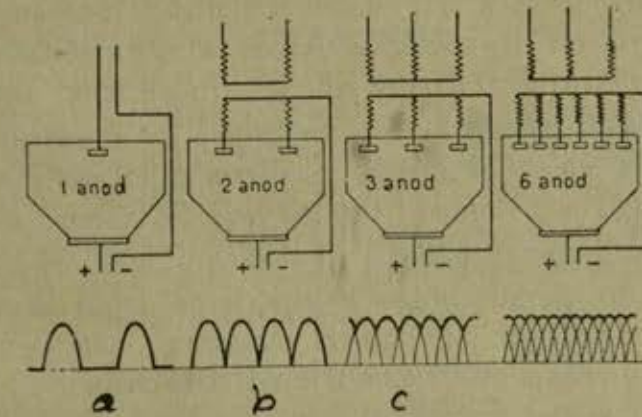 1 anod 2 anod 3 anod 6 anod
+ - + - + - + -
a b c